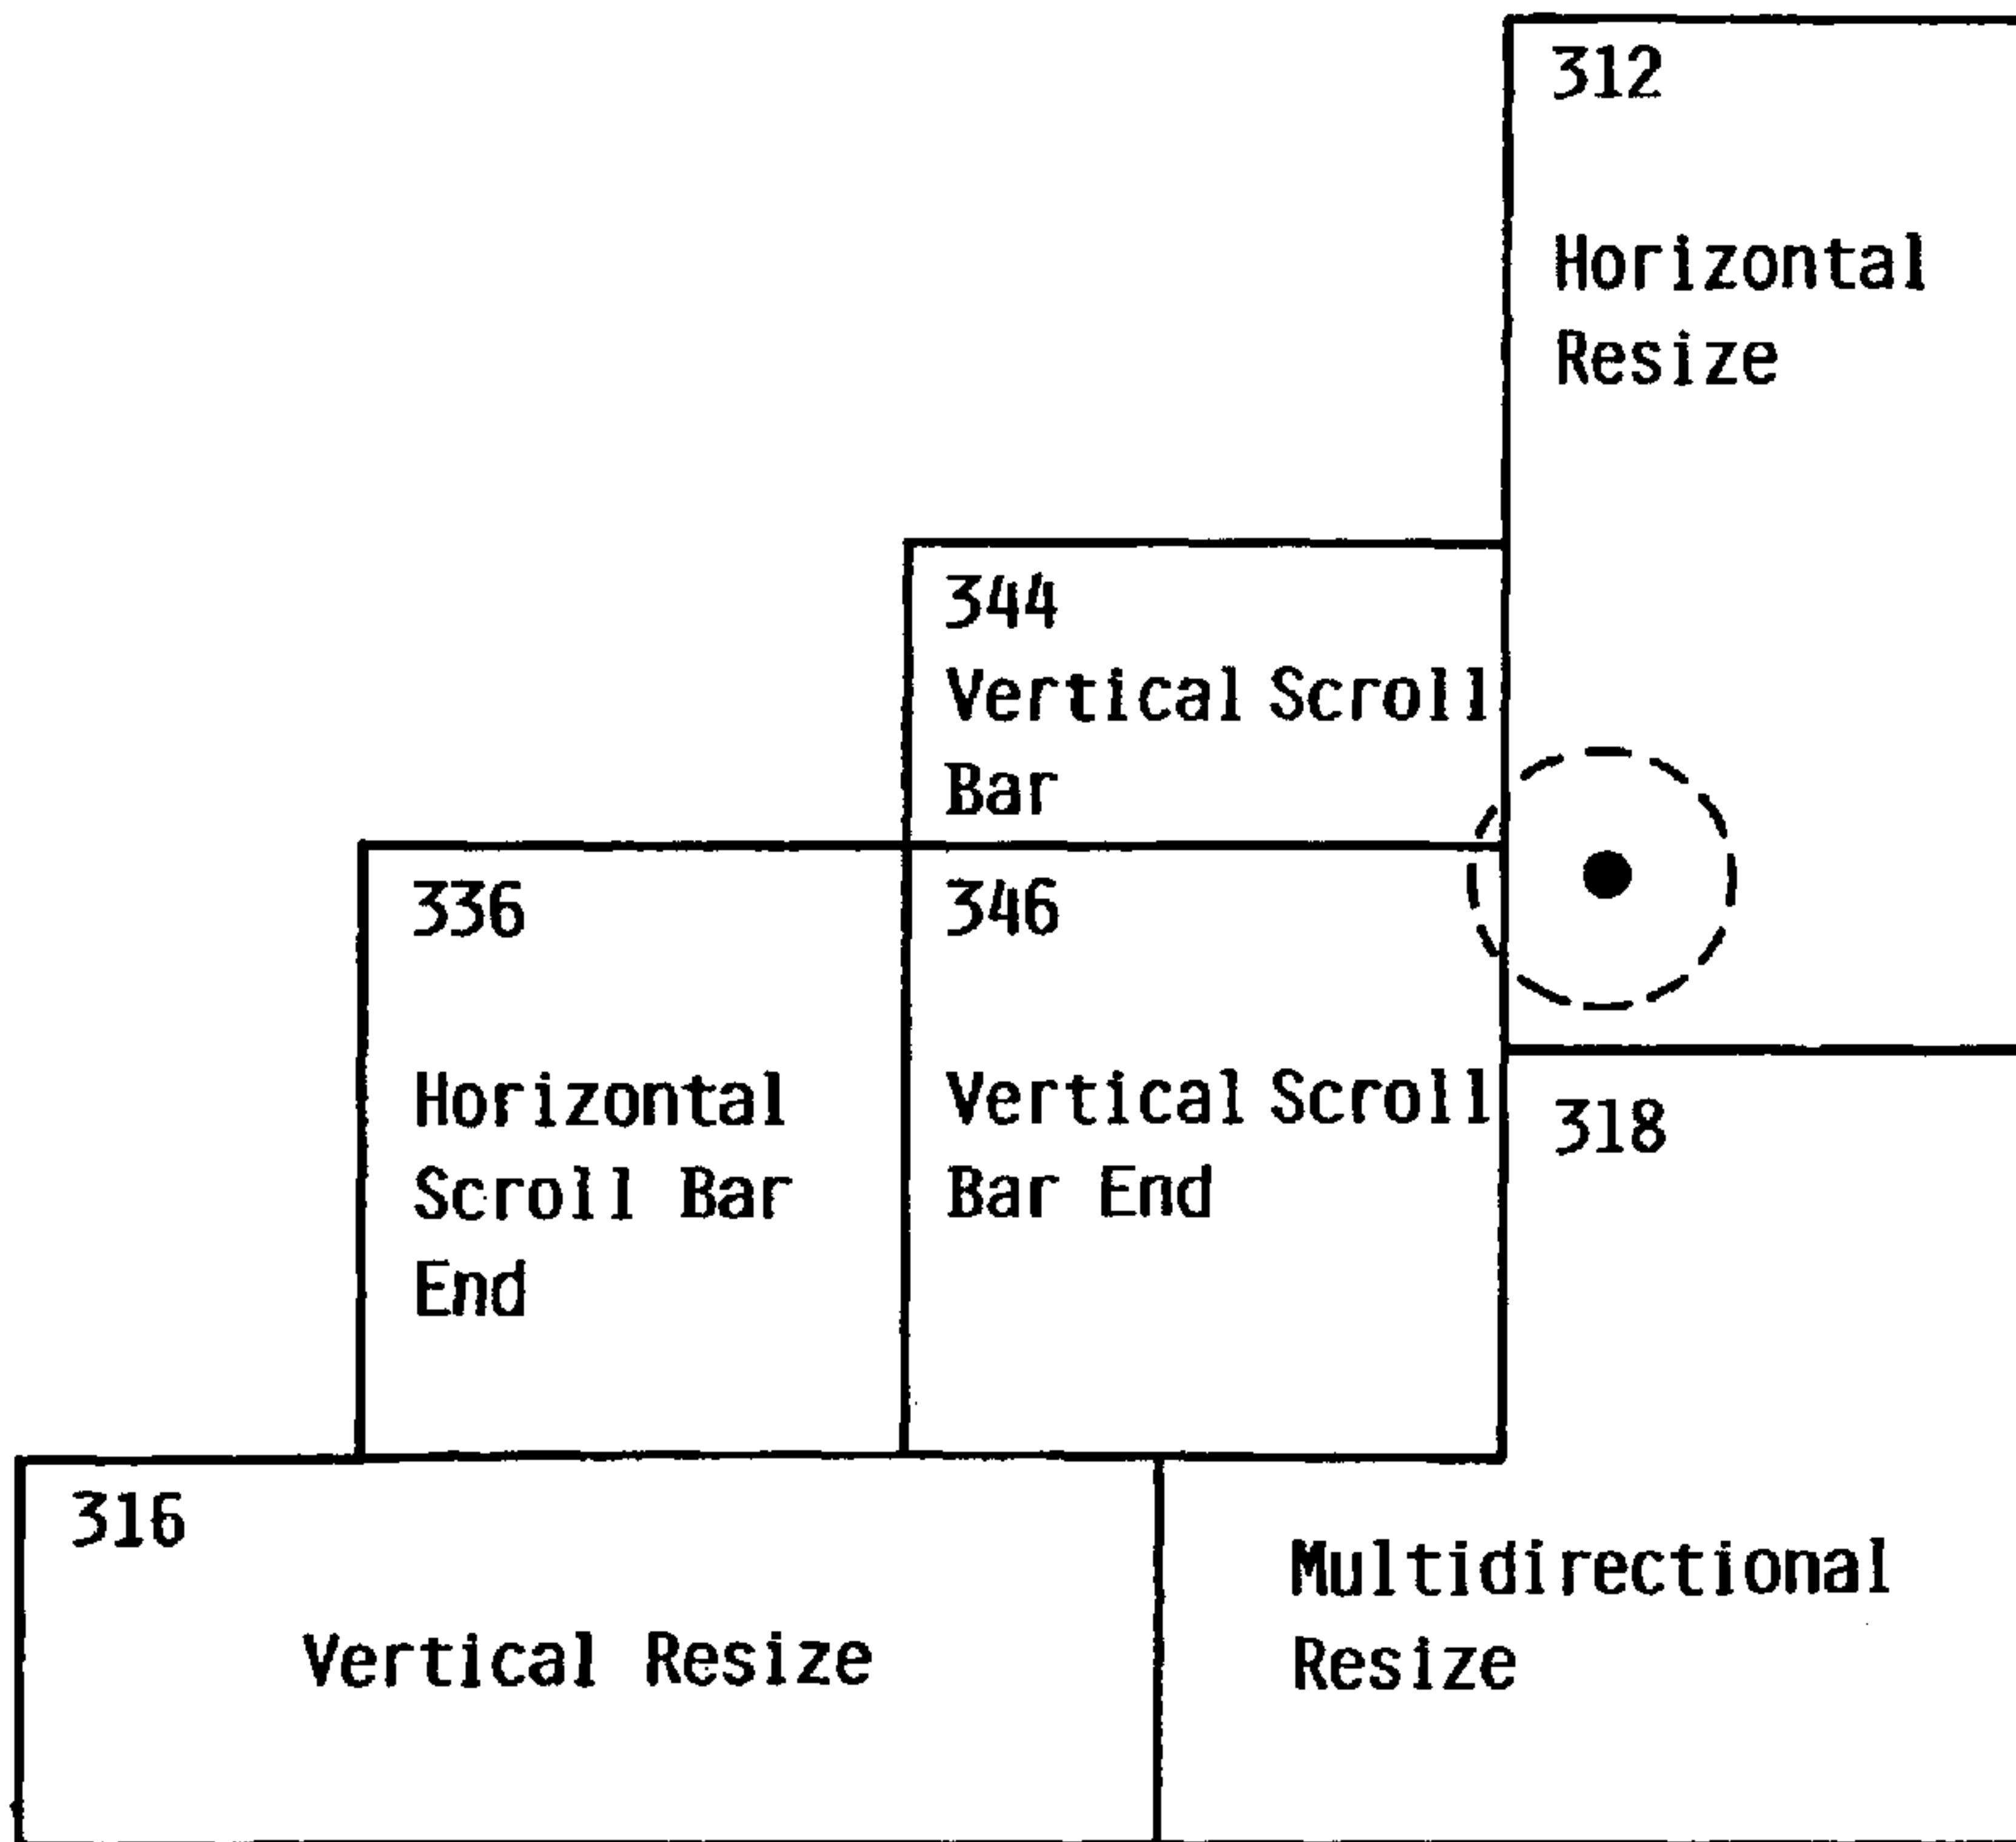 312
Horizontal
Resize
344
Vertical Scroll
Bar
336
Horizontal
Scroll Bar
End
346
Vertical Scroll
Bar End
318
Multidirectional
Resize
316
Vertical Resize